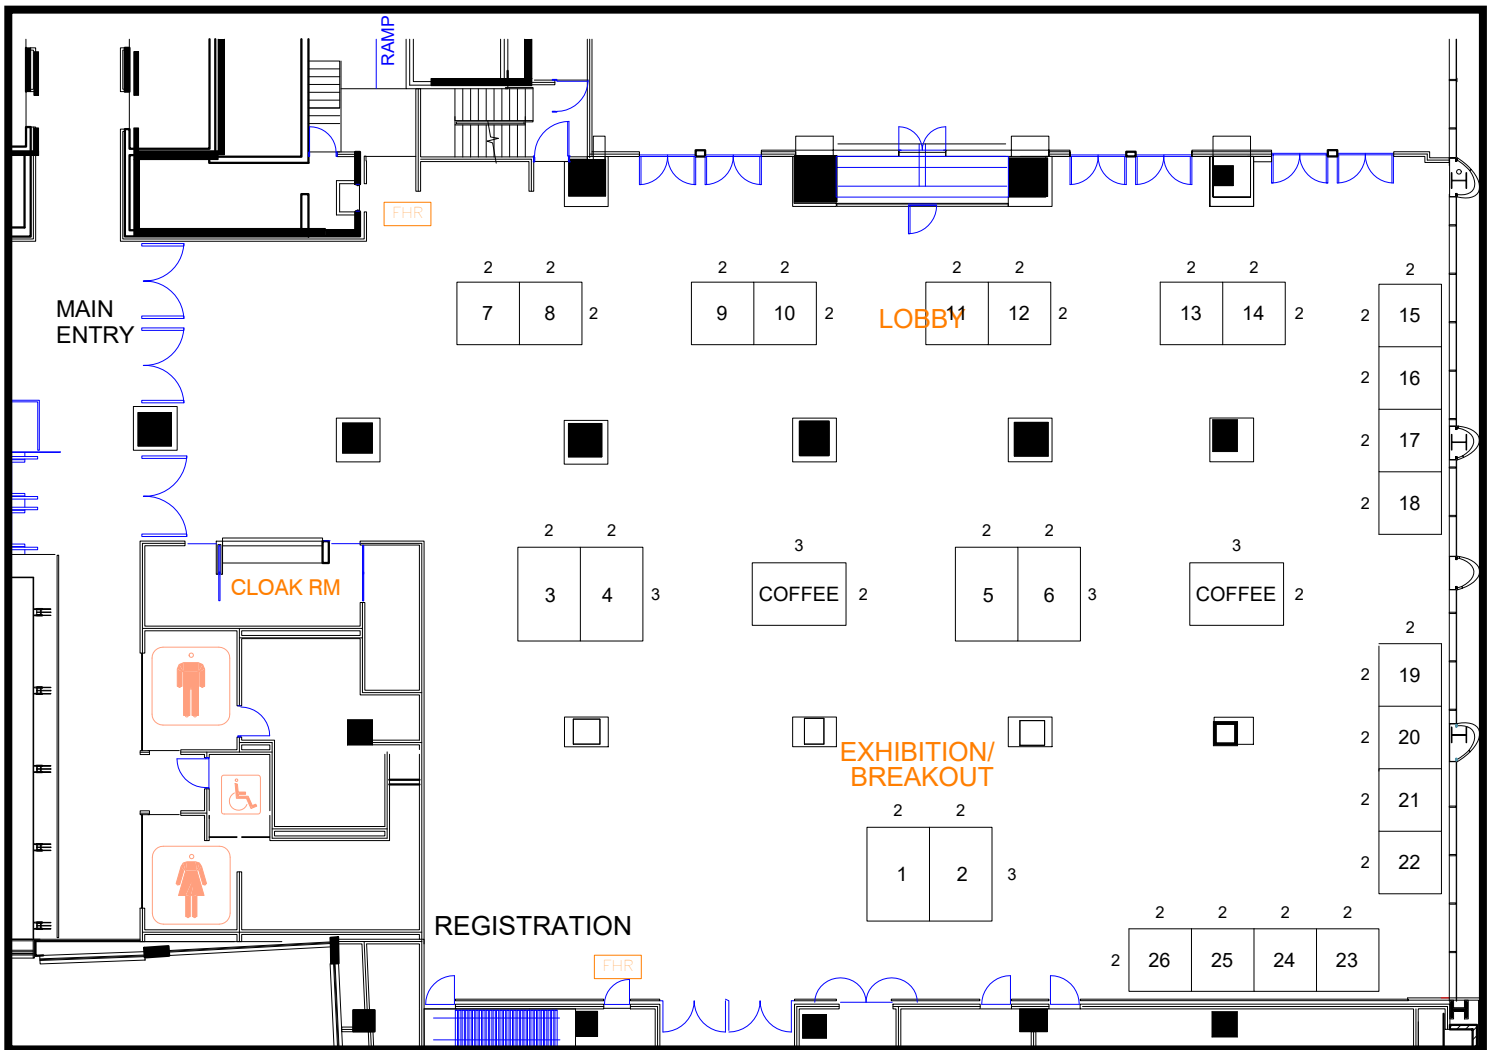 RAMP
FHR
2 2 2 2 2 2 2 2 2
MAIN
ENTRY
7 8 2 9 10 2 LOBBY 11 12 2 13 14 2 2 15
2 16
2 17
2 18
2 2 3 2 2 3
CLOAK RM
3 4 3 COFFEE 2 5 6 3 COFFEE 2
2
2 19
EXHIBITION/
BREAKOUT
2 20
2 21
2 2
1 2 3
2 22
REGISTRATION
2 2 2 2
2 26 25 24 23
FHR